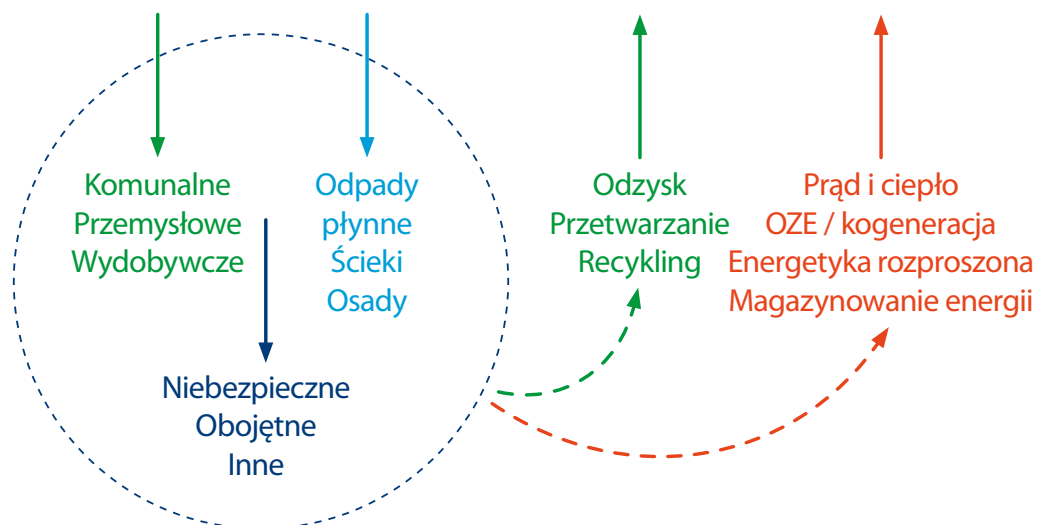 Komunalne
Przemysłowe
Wydobywcze
Odpady
płynne
Ścieki
Osady
Niebezpieczne
Obojętne
Inne
Odzysk
Przetwarzanie
Recykling
Prąd i ciepło
OZE / kogeneracja
Energetyka rozproszona
Magazynowanie energii